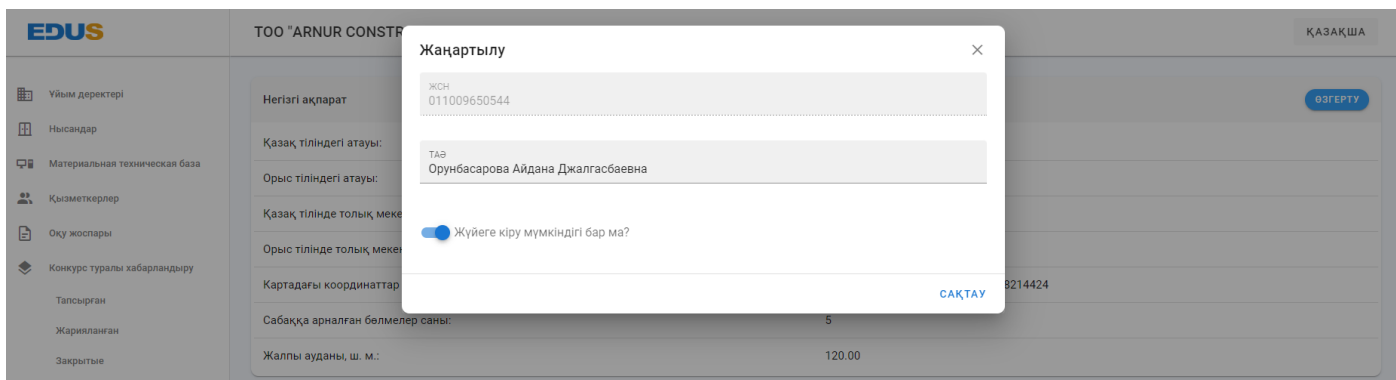 EDUS
ТОО "ARNUR CONSTR
ҚАЗАҚША
Ұйым деректері
Нысандар
Материальная техническая база
Қызметкерлер
Оқу жоспары
Конкурс туралы хабарландыру
Тапсырған
Жарияланған
Закрытые
Негізгі ақпарат
ӨЗГЕРТУ
Қазақ тіліндегі атауы:
Орыс тіліндегі атауы:
Қазақ тілінде толық меке
Орыс тілінде толық мекен
Картадағы координаттар
8214424
Сабаққа арналған бөлмелер саны:
5
Жалпы ауданы, ш. м.:
120.00
Жаңартылу
ЖСН
011009650544
ТАӘ
Орунбасарова Айдана Джалгасбаевна
Жүйеге кіру мүмкіндігі бар ма?
САҚТАУ